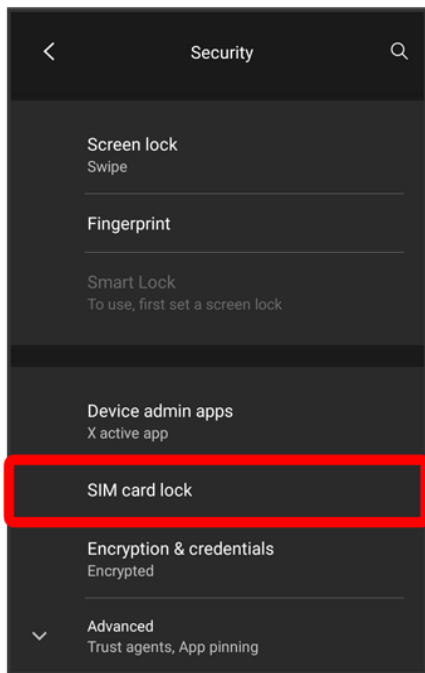 Security
Screen lock
Swipe
Fingerprint
Smart Lock
To use, first set a screen lock
Device admin apps
X active app
SIM card lock
Encryption & credentials
Encrypted
Advanced
Trust agents, App pinning